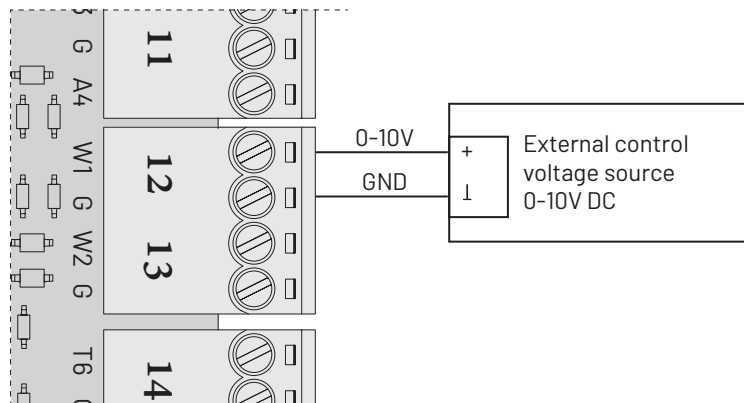 G
11
A4
W1
12
G
W2
13
G
T6
14
0-10V
GND
+
External control
voltage source
0-10V DC